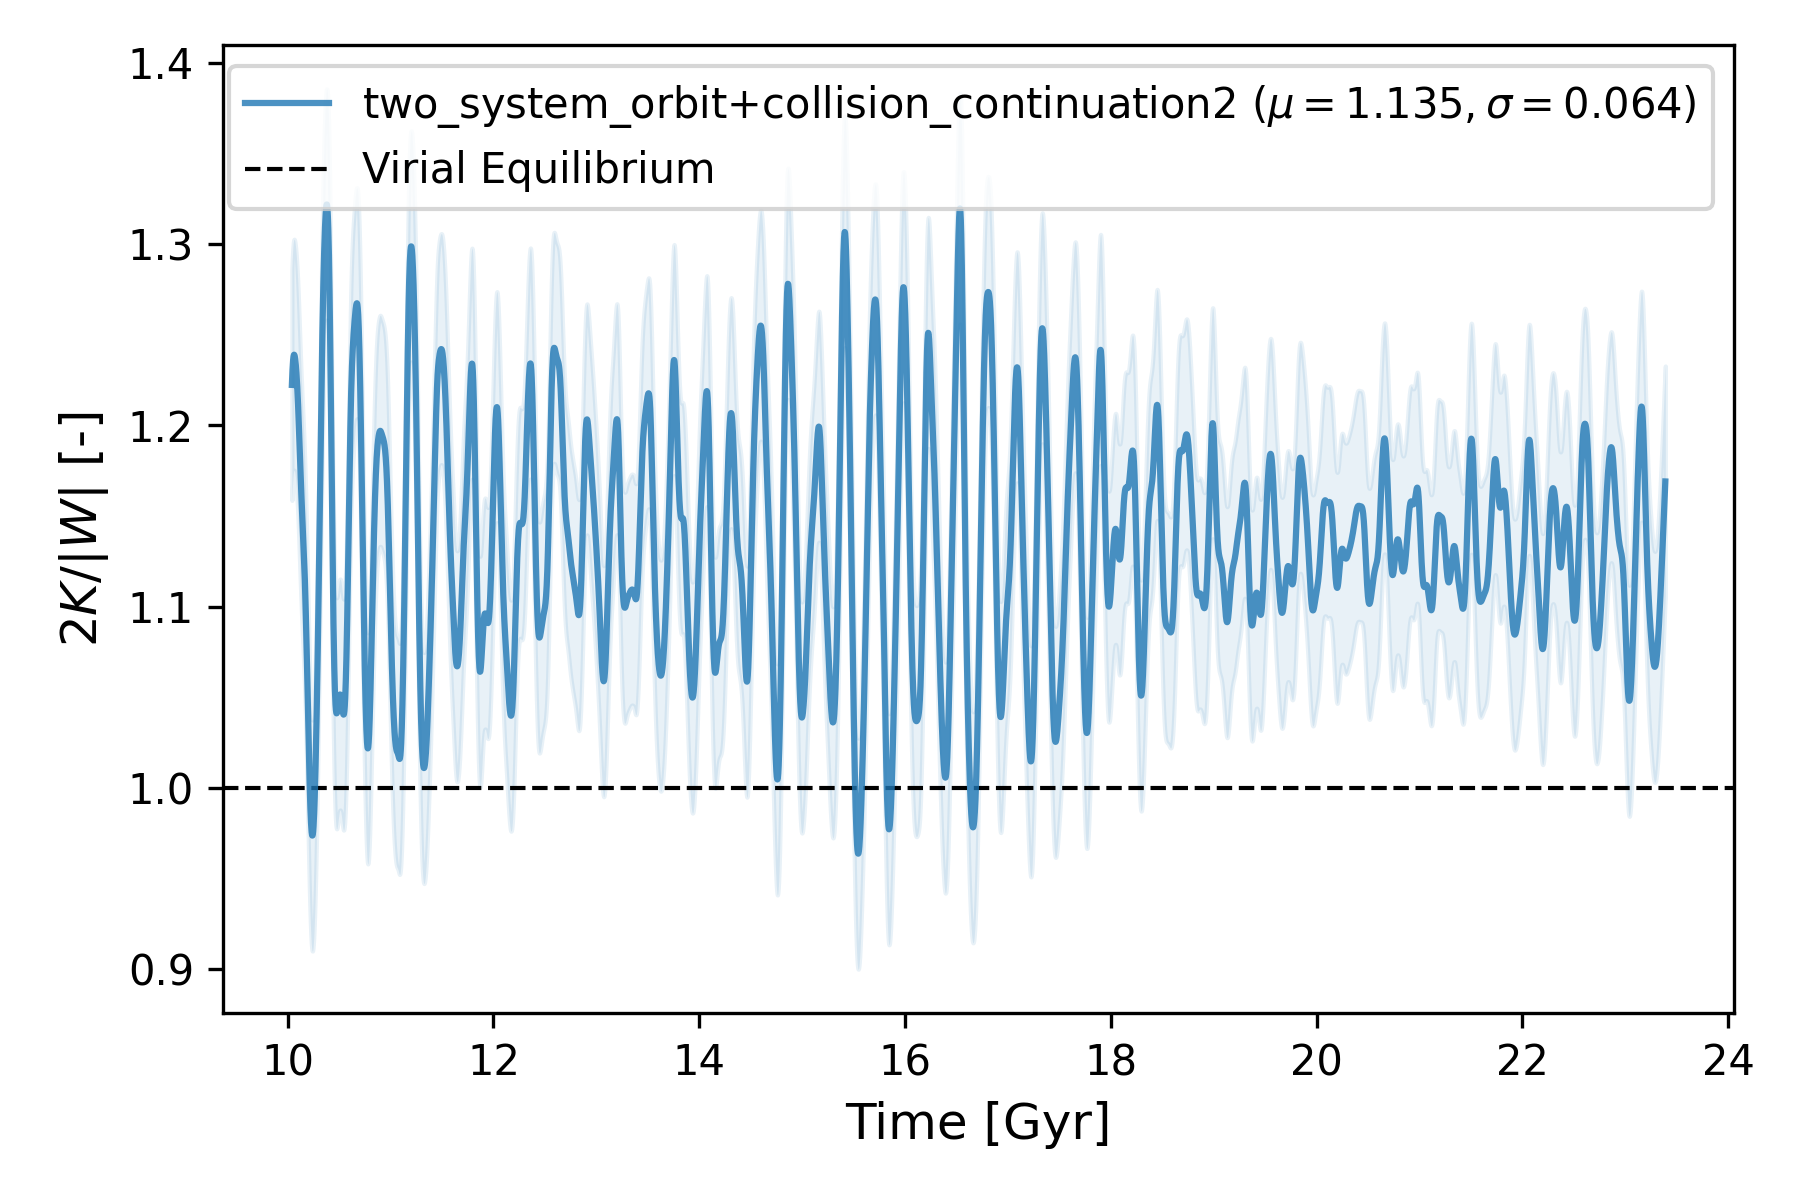 two_system_orbit+collision_continuation2 (μ = 1.135, σ = 0.064)
Virial Equilibrium
1.4
1.3
1.2
1.1
1.0
0.9
2K/|W| [-]
10 12 14 16 18 20 22 24
Time [Gyr]